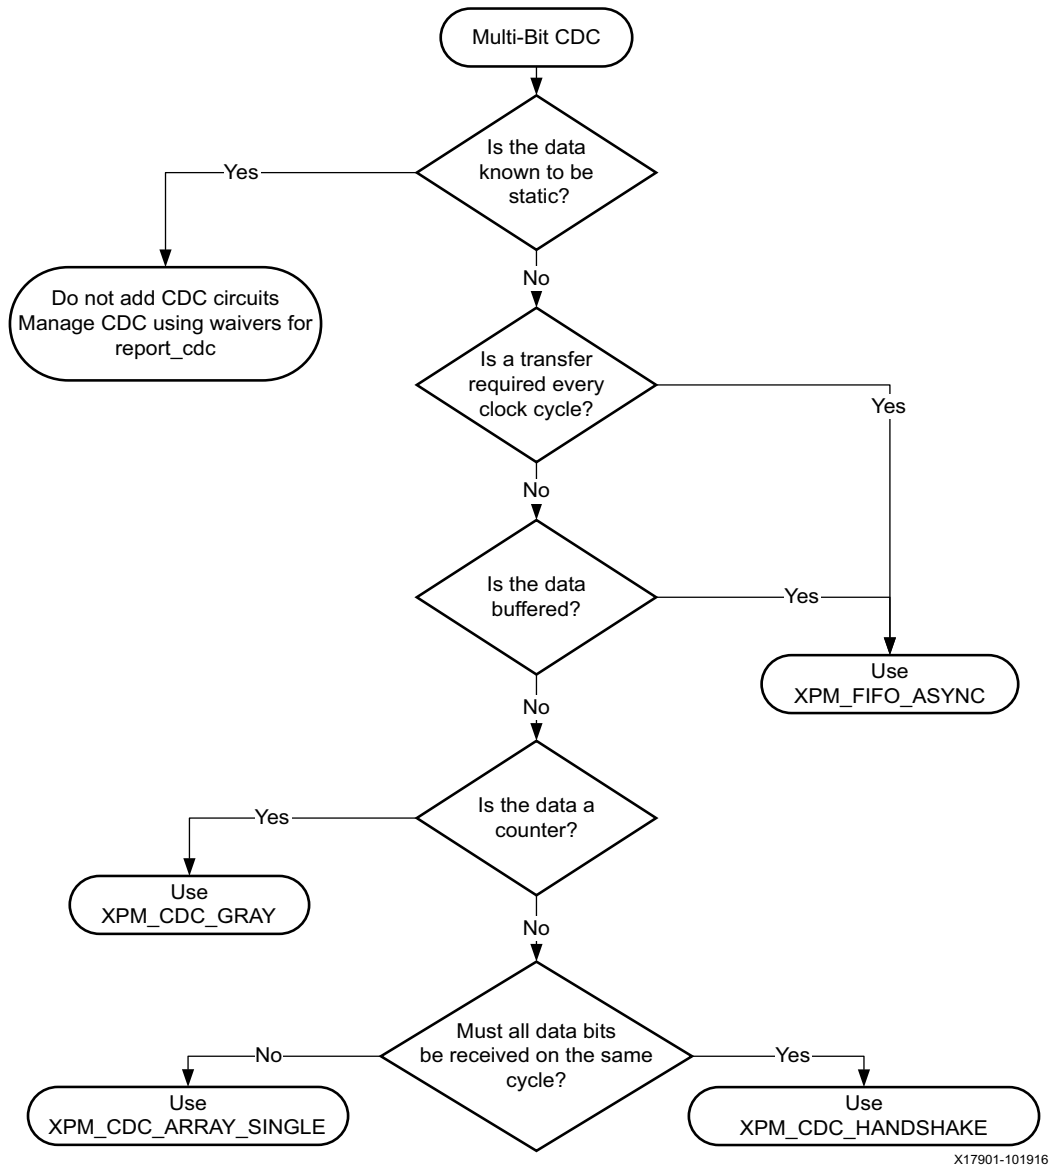 Multi-Bit CDC
Is the data
known to be
static?
Yes
No
Do not add CDC circuits
Manage CDC using waivers for
report_cdc
Is a transfer
required every
clock cycle?
Yes
No
Is the data
buffered?
Yes
No
Use
XPM_FIFO_ASYNC
Is the data a
counter?
Yes
No
Use
XPM_CDC_GRAY
Must all data bits
be received on the same
cycle?
No
Yes
Use
XPM_CDC_ARRAY_SINGLE
Use
XPM_CDC_HANDSHAKE
X17901-101916